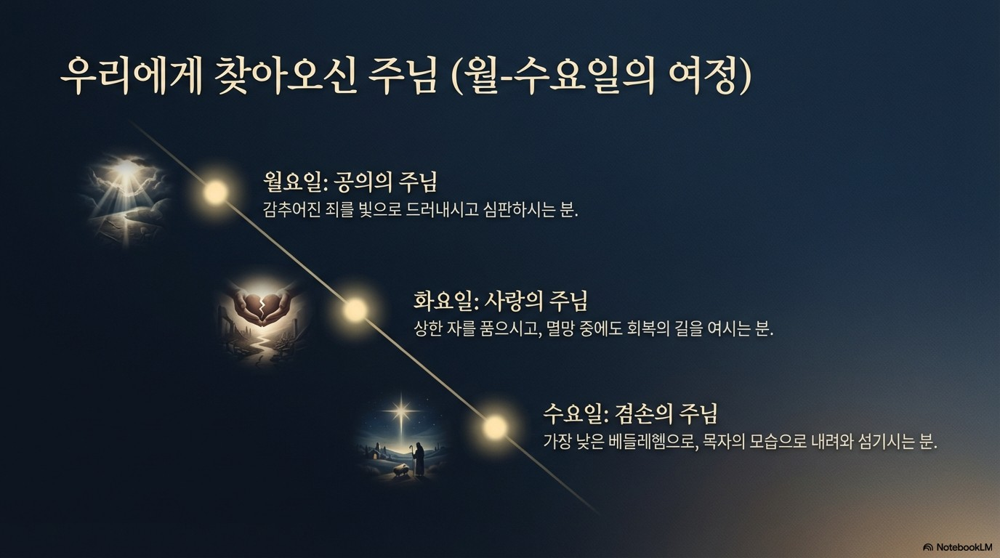 우리에게 찾아오신 주님 (월-수요일의 여정)
월요일: 공의의 주님
감추어진 죄를 빛으로 드러내시고 심판하시는 분.
화요일: 사랑의 주님
상한 자를 품으시고, 멸망 중에도 회복의 길을 여시는 분.
수요일: 겸손의 주님
가장 낮은 베들레헴으로, 목자의 모습으로 내려와 섬기시는 분.
NotebookLM